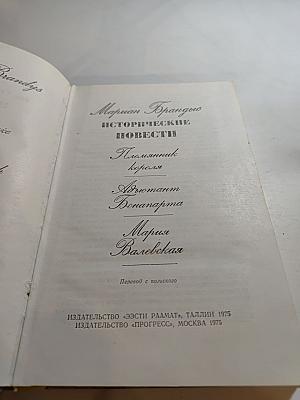 Brandys
Мариан Брандыс
ИСТОРИЧЕСКИЕ
ПОВЕСТИ
Племянник
короля
Адъютант
Бонапарта
Мария
Валевская
Перевод с польского
ИЗДАТЕЛЬСТВО «ЭЭСТИ РААМАТ», ТАЛЛИН 1975
ИЗДАТЕЛЬСТВО «ПРОГРЕСС», МОСКВА 1975